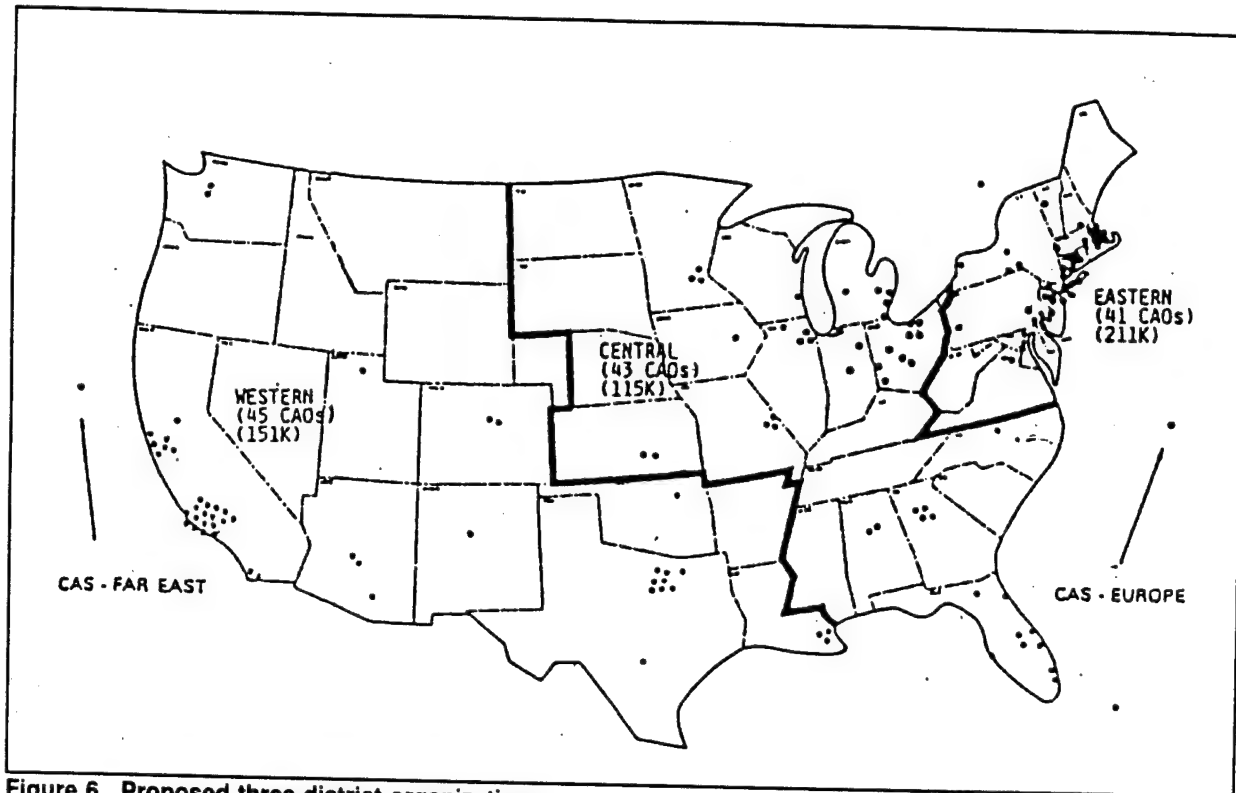 WESTERN
(45 CAOs)
(151K)
CENTRAL
(43 CAOs)
(115K)
EASTERN
(41 CAOs)
(211K)
CAS - FAR EAST
CAS - EUROPE
Figure 6. Proposed three district organization